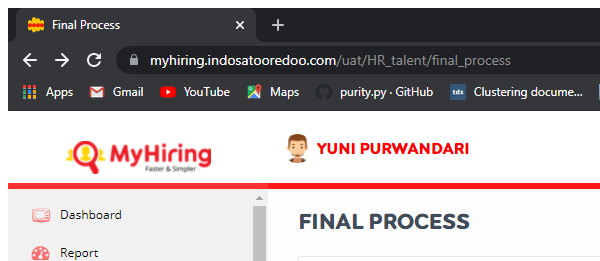 Final Process
myhiring.indosatooredoo.com/uat/HR_talent/final_process
Apps Gmail YouTube Maps purity.py · GitHub tds Clustering docume...
MyHiring
Faster & Simpler
YUNI PURWANDARI
Dashboard
Report
FINAL PROCESS